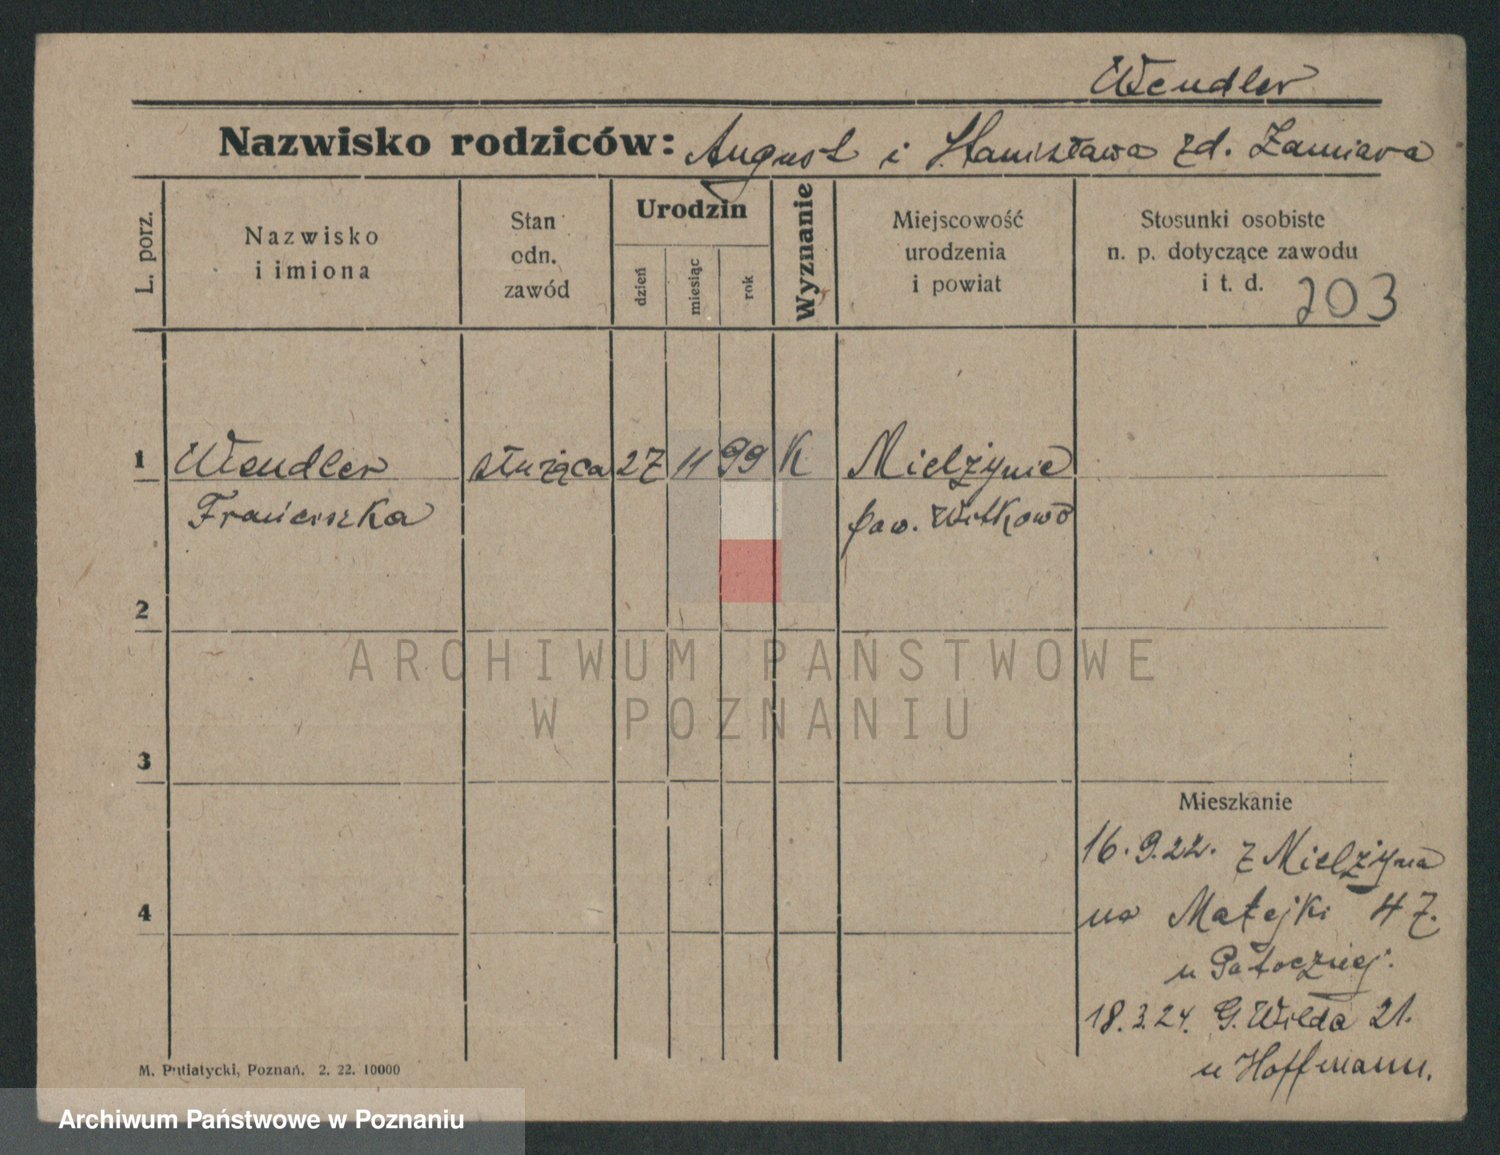 Wendler
Nazwisko rodziców: August i Stanisława zd. Zamiara
L. porz.
Nazwisko
i imiona
Stan
odn.
zawód
Urodzin
dzień
miesiąc
rok
Wyznanie
Miejscowość
urodzenia
i powiat
Stosunki osobiste
n. p. dotyczące zawodu
i t. d.
203
1 Wendler służąca 27 11 99 K Mielżynie
Franciszka pow. Witkowo
2
ARCHIWUM PAŃSTWOWE
W POZNANIU
3
Mieszkanie
16.9.22. z Mielżyna
4
na Matejki 47.
u Patoczniej.
18.3.24. G. Wilda 21.
u Hoffmann.
M. Putiatycki, Poznań. 2. 22. 10000
Archiwum Państwowe w Poznaniu